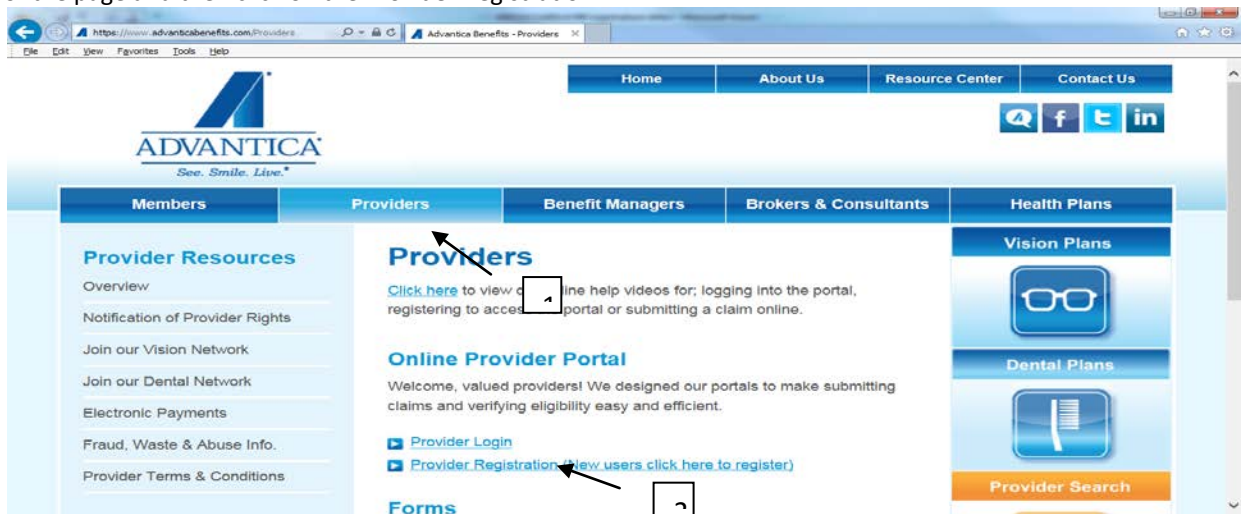 https://www.advanticabenefits.com/Providers
Advantica Benefits - Providers
File Edit View Favorites Tools Help
Home About Us Resource Center Contact Us
ADVANTICA
See. Smile. Live.
f t in
Members Providers Benefit Managers Brokers & Consultants Health Plans
Provider Resources
Overview
Notification of Provider Rights
Join our Vision Network
Join our Dental Network
Electronic Payments
Fraud, Waste & Abuse Info.
Provider Terms & Conditions
Providers
Click here to view line help videos for; logging into the portal,
registering to portal or submitting a claim online.
1
Online Provider Portal
Welcome, valued providers! We designed our portals to make submitting
claims and verifying eligibility easy and efficient.
Provider Login
Provider Registration (New users click here to register)
2
Forms
Vision Plans
Dental Plans
Provider Search